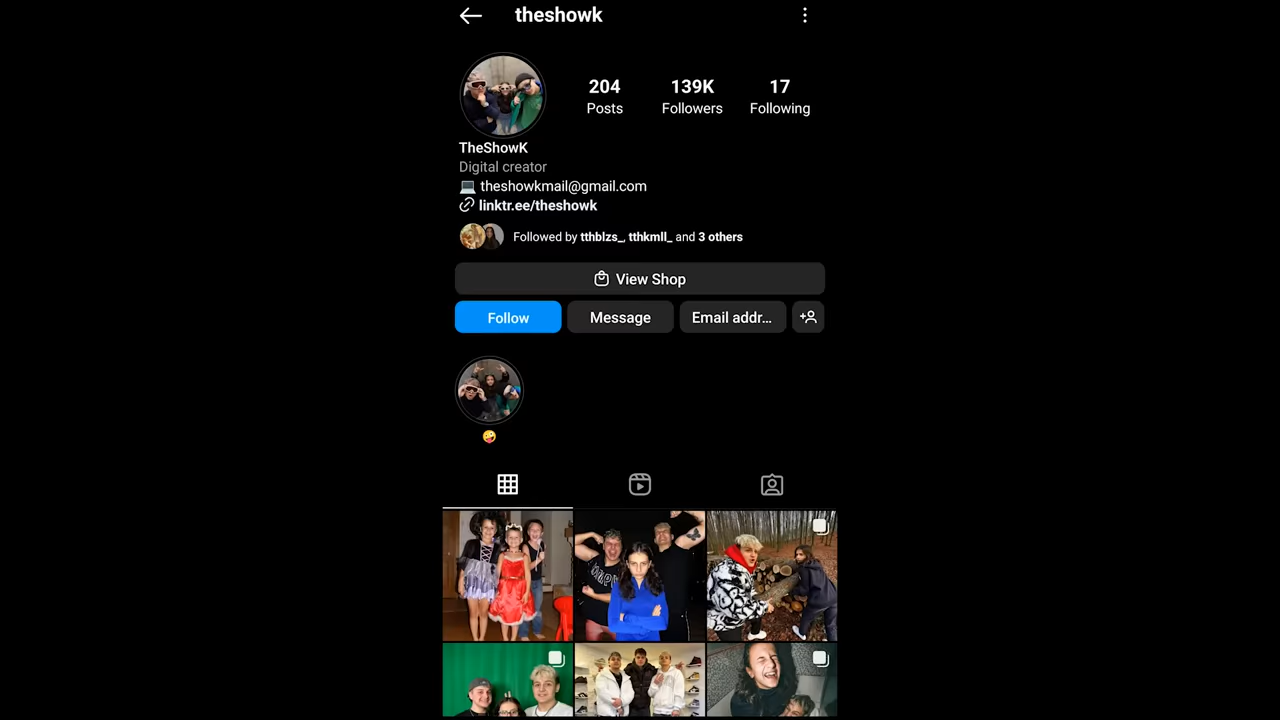 theshowk
204 139K 17
Posts Followers Following
TheShowK
Digital creator
💻 theshowkmail@gmail.com
linktr.ee/theshowk
Followed by tthblzs_, tthkmll_ and 3 others
View Shop
Follow Message Email addr...
🤪